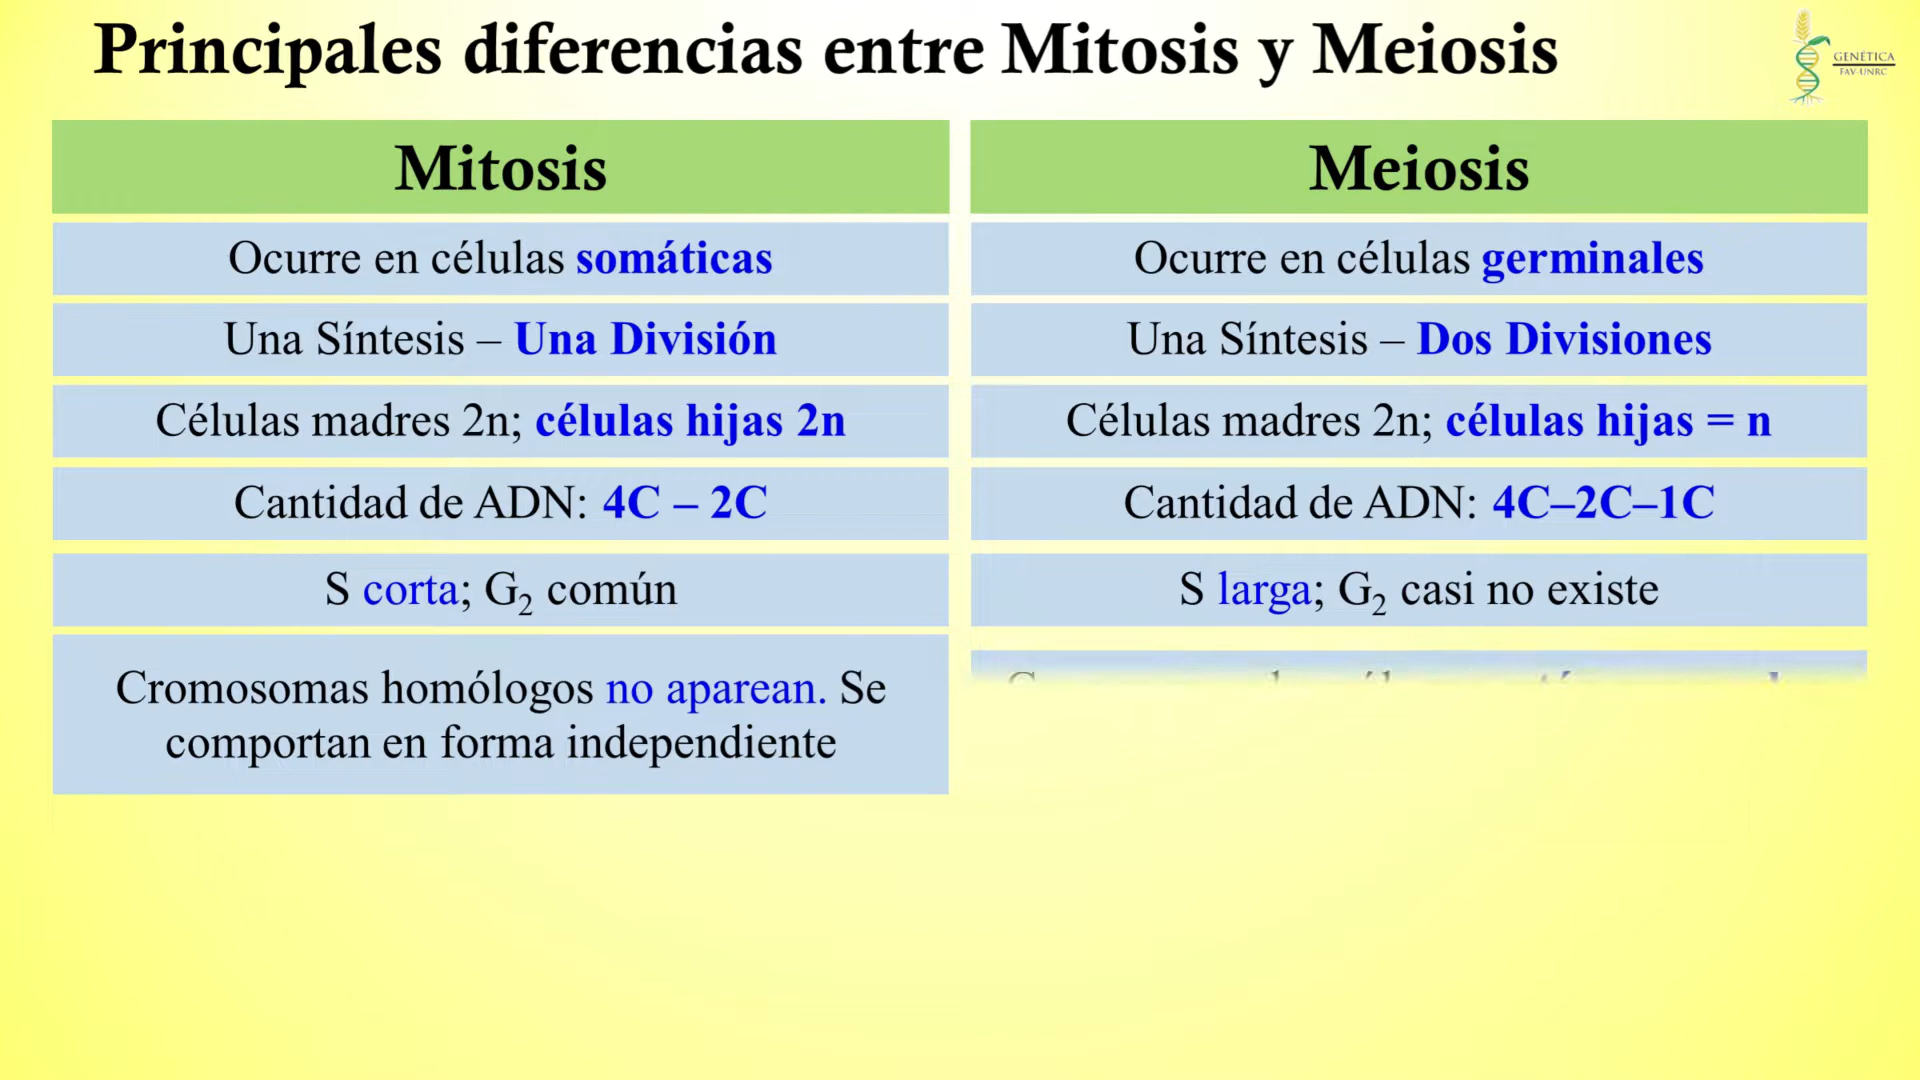 Principales diferencias entre Mitosis y Meiosis
GENÉTICA
FAV-UNRC
Mitosis
Meiosis
Ocurre en células somáticas
Ocurre en células germinales
Una Síntesis – Una División
Una Síntesis – Dos Divisiones
Células madres 2n; células hijas 2n
Células madres 2n; células hijas = n
Cantidad de ADN: 4C – 2C
Cantidad de ADN: 4C–2C–1C
S corta; G₂ común
S larga; G₂ casi no existe
Cromosomas homólogos no aparean. Se
comportan en forma independiente